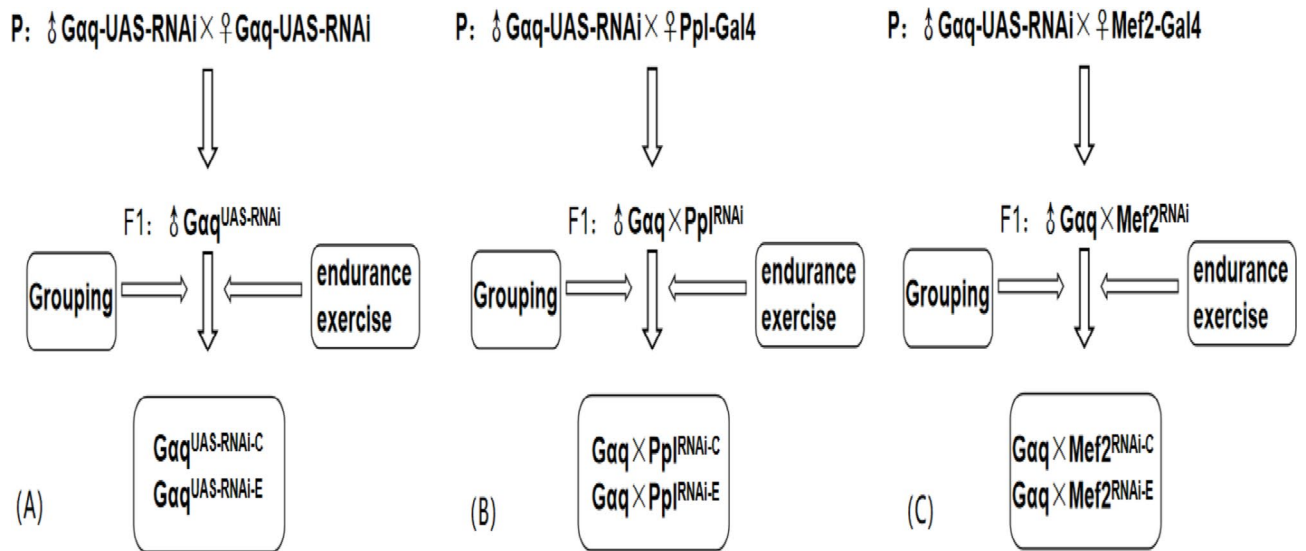 P: ♂Gαq-UAS-RNAi×♀Gαq-UAS-RNAi
F1: ♂Gαq^UAS-RNAi
Grouping
endurance
exercise
Gαq^UAS-RNAi-C
Gαq^UAS-RNAi-E
(A)
P: ♂Gαq-UAS-RNAi×♀Ppl-Gal4
F1: ♂Gαq×Ppl^RNAi
Grouping
endurance
exercise
Gαq×Ppl^RNAi-C
Gαq×Ppl^RNAi-E
(B)
P: ♂Gαq-UAS-RNAi×♀Mef2-Gal4
F1: ♂Gαq×Mef2^RNAi
Grouping
endurance
exercise
Gαq×Mef2^RNAi-C
Gαq×Mef2^RNAi-E
(C)